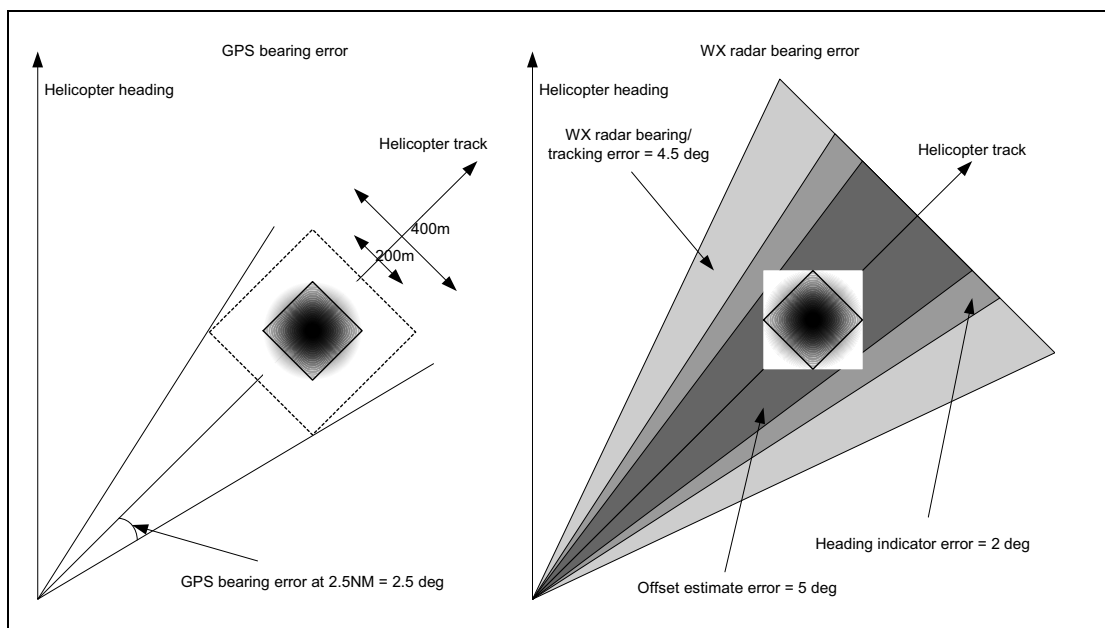 GPS bearing error
Helicopter heading
Helicopter track
400m
200m
GPS bearing error at 2.5NM = 2.5 deg
WX radar bearing error
Helicopter heading
WX radar bearing/
tracking error = 4.5 deg
Helicopter track
Heading indicator error = 2 deg
Offset estimate error = 5 deg